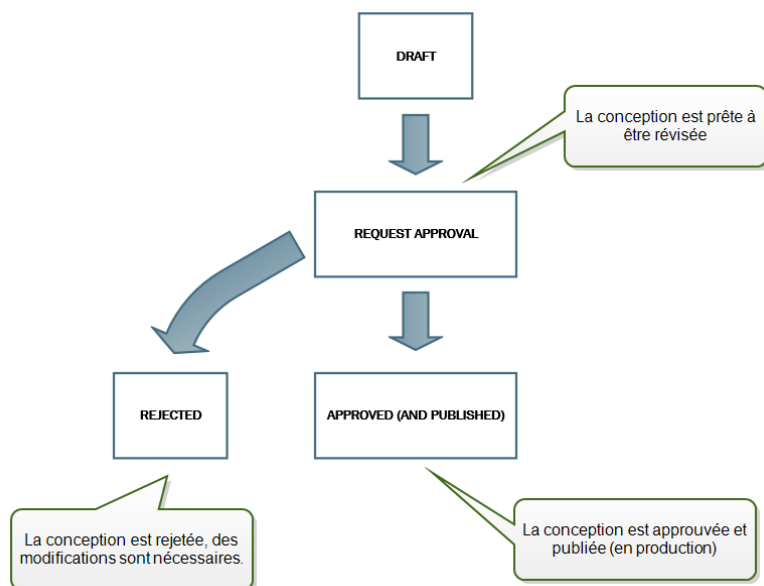 DRAFT
La conception est prête à
être révisée
REQUEST APPROVAL
REJECTED
APPROVED (AND PUBLISHED)
La conception est rejetée, des
modifications sont nécessaires.
La conception est approuvée et
publiée (en production)